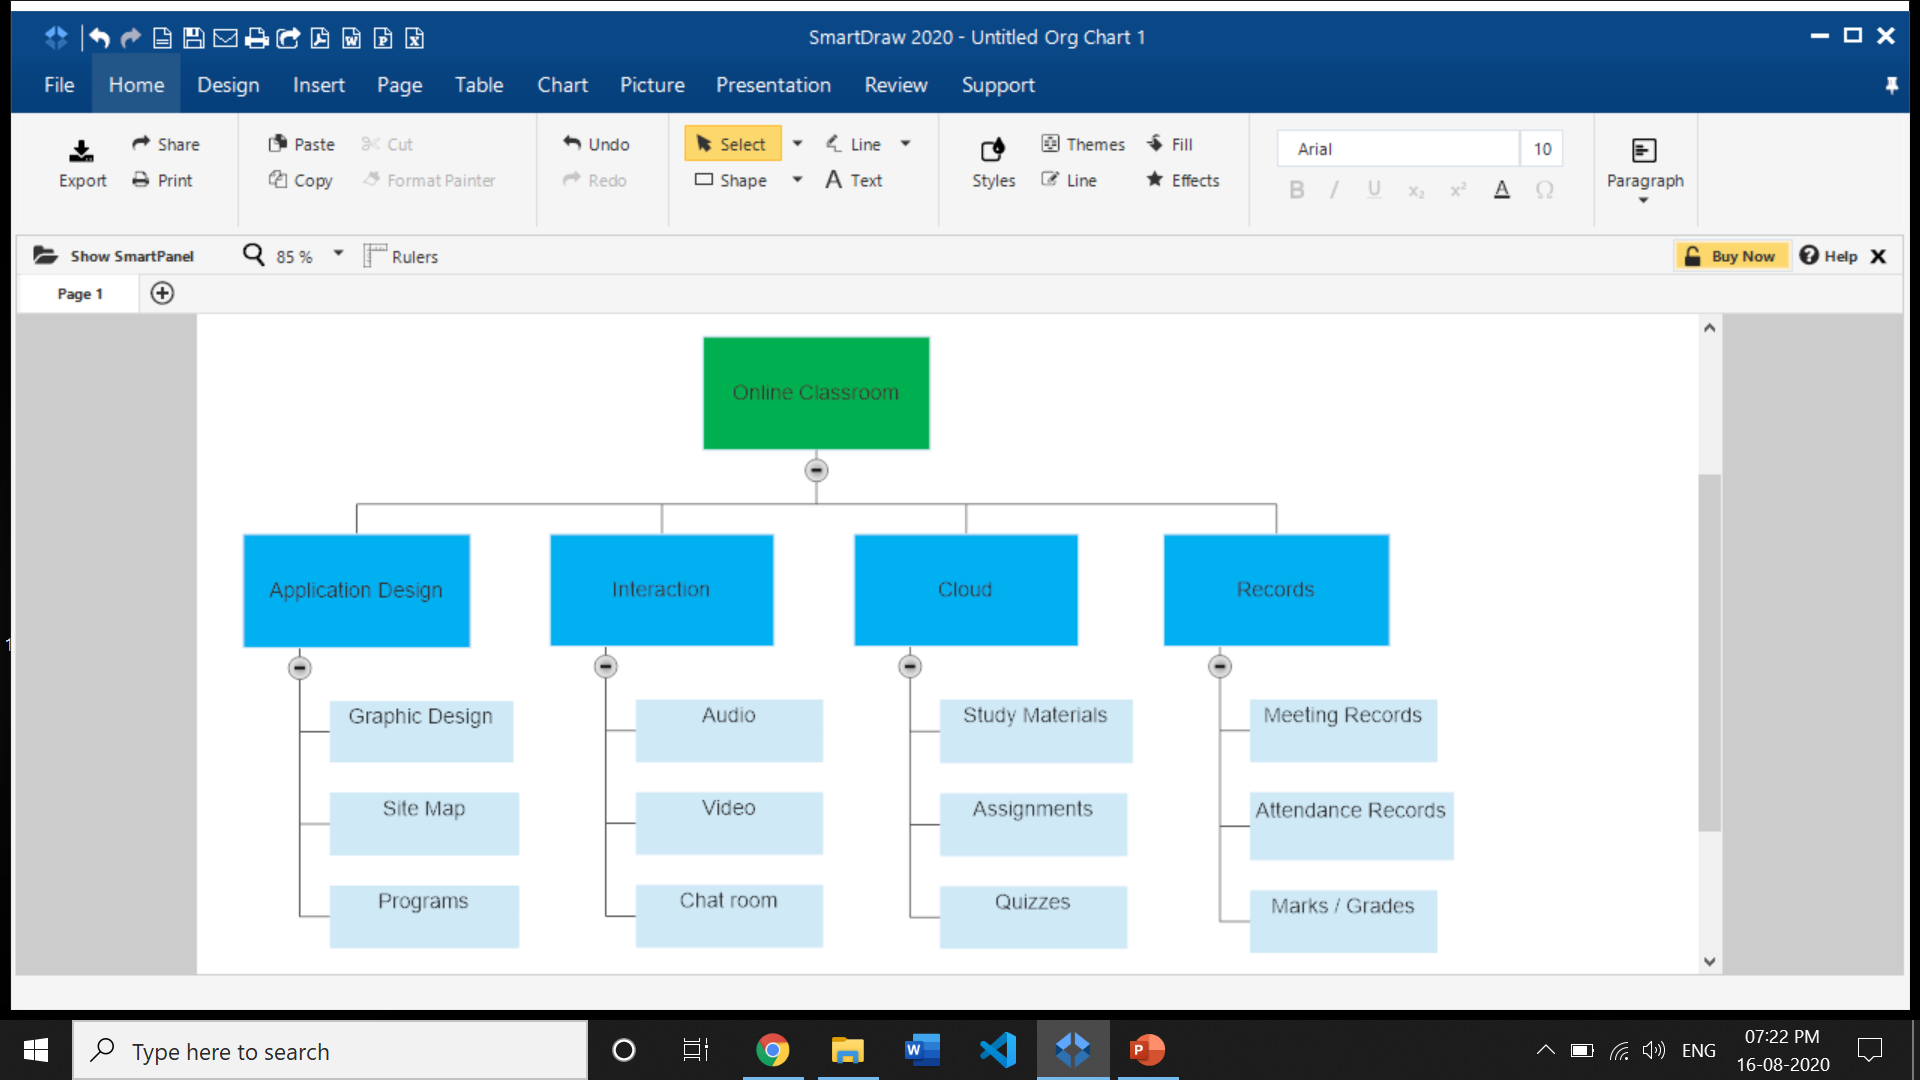 SmartDraw 2020 - Untitled Org Chart 1
File Home Design Insert Page Table Chart Picture Presentation Review Support
Export Share Print
Paste Cut
Copy Format Painter
Undo
Redo
Select Line
Shape A Text
Styles Themes Fill
Line Effects
Arial 10
B I U x₂ x² A Ω
Paragraph
Show SmartPanel 85 % Rulers Buy Now Help X
Page 1
Online Classroom
Application Design Interaction Cloud Records
Graphic Design Audio Study Materials Meeting Records
Site Map Video Assignments Attendance Records
Programs Chat room Quizzes Marks / Grades
1
Type here to search
ENG
07:22 PM
16-08-2020